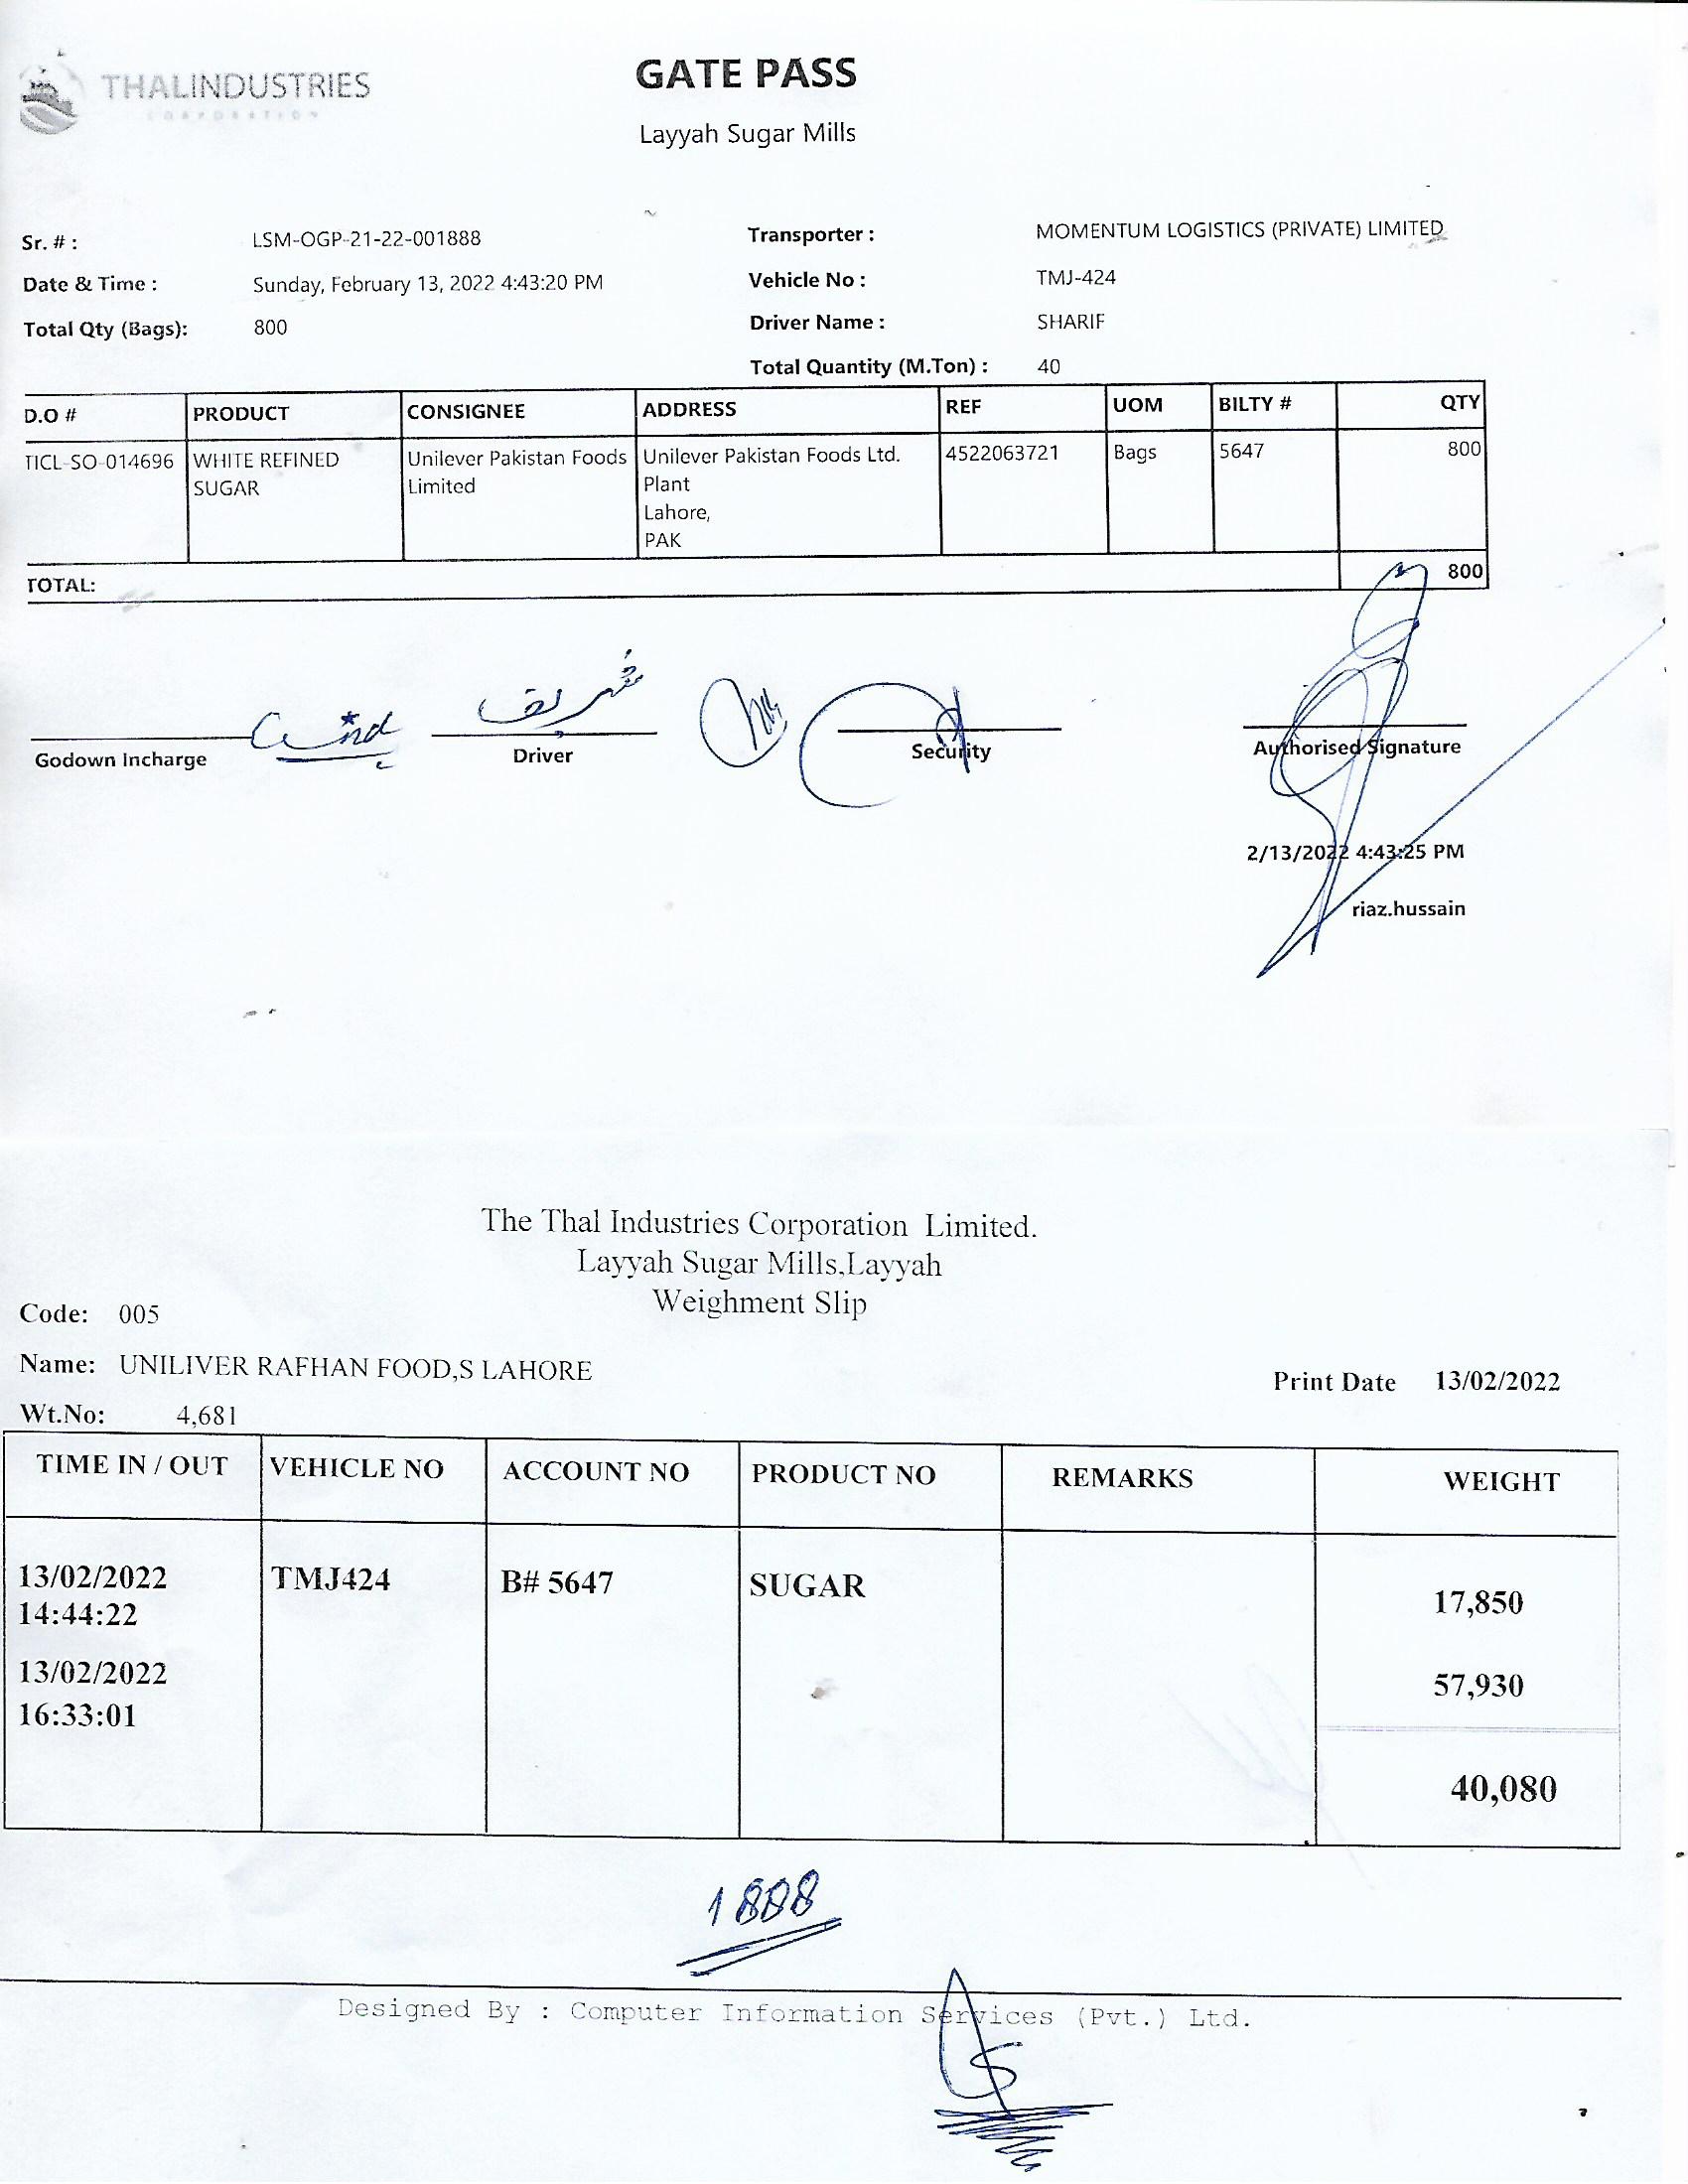 THALINDUSTRIES
CORPORATION
GATE PASS
Layyah Sugar Mills
Sr. # : LSM-OGP-21-22-001888 Transporter : MOMENTUM LOGISTICS (PRIVATE) LIMITED
Date & Time : Sunday, February 13, 2022 4:43:20 PM Vehicle No : TMJ-424
Total Qty (Bags): 800 Driver Name : SHARIF
Total Quantity (M.Ton) : 40
D.O # PRODUCT CONSIGNEE ADDRESS REF UOM BILTY # QTY
TICL-SO-014696 WHITE REFINED Unilever Pakistan Foods Unilever Pakistan Foods Ltd. 4522063721 Bags 5647 800
SUGAR Limited Plant
Lahore,
PAK
TOTAL: 800
شریف
Godown Incharge Driver Security Authorised Signature
2/13/2022 4:43:25 PM
riaz.hussain
The Thal Industries Corporation Limited.
Layyah Sugar Mills,Layyah
Weighment Slip
Code: 005
Name: UNILIVER RAFHAN FOOD,S LAHORE Print Date 13/02/2022
Wt.No: 4,681
TIME IN / OUT VEHICLE NO ACCOUNT NO PRODUCT NO REMARKS WEIGHT
13/02/2022 TMJ424 B# 5647 SUGAR 17,850
14:44:22
13/02/2022 57,930
16:33:01
40,080
1888
Designed By : Computer Information Services (Pvt.) Ltd.